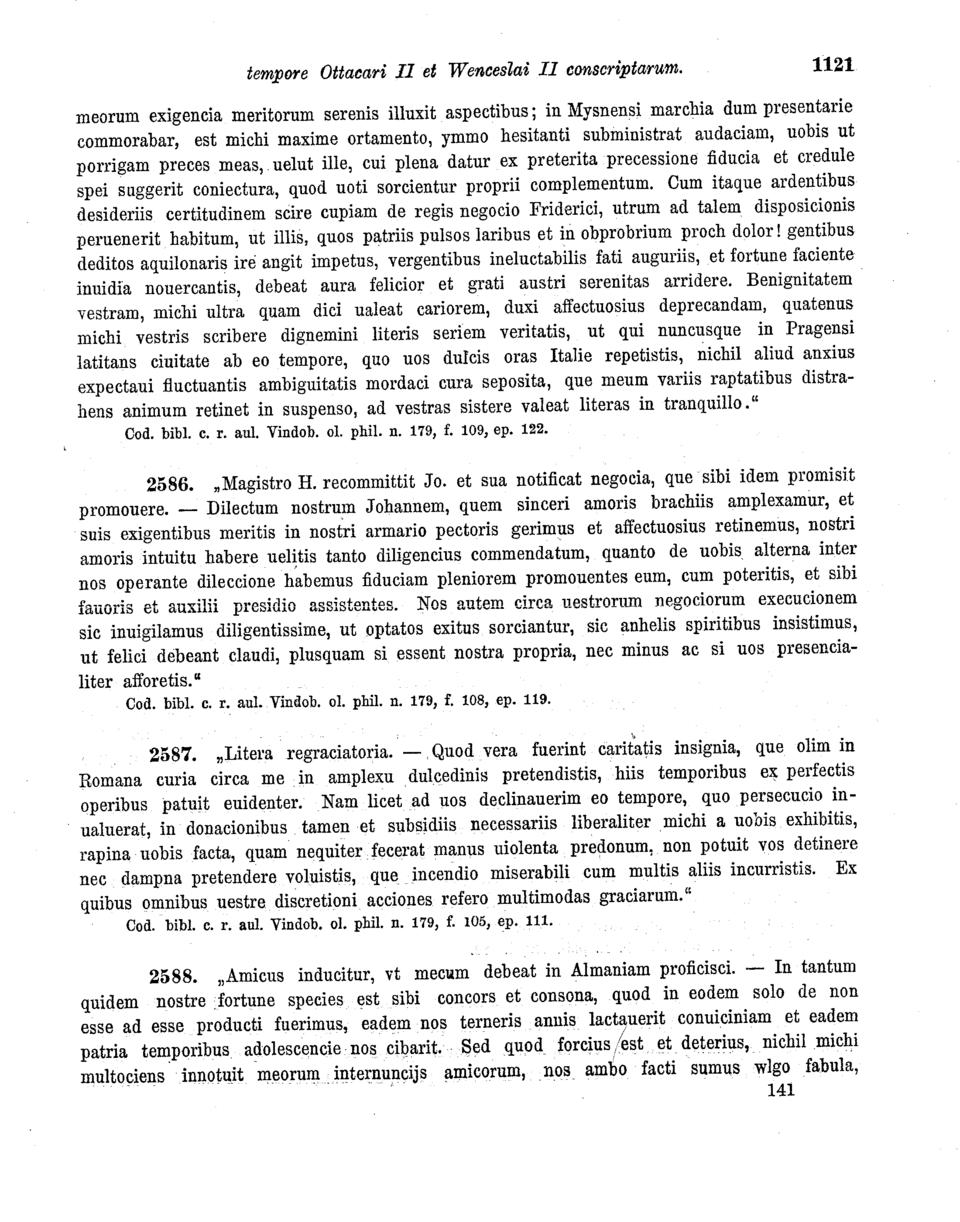 tempore Ottacari II et Wenceslai II conscriptarum. 1121
meorum exigencia meritorum serenis illuxit aspectibus; in Mysnensi marchia dum presentarie
commorabar, est michi maxime ortamento, ymmo hesitanti subministrat audaciam, uobis ut
porrigam preces meas, uelut ille, cui plena datur ex preterita precessione fiducia et credule
spei suggerit coniectura, quod uoti sorcientur proprii complementum. Cum itaque ardentibus
desideriis certitudinem scire cupiam de regis negocio Friderici, utrum ad talem disposicionis
peruenerit habitum, ut illis, quos patriis pulsos laribus et in obprobrium proch dolor! gentibus
deditos aquilonaris ire angit impetus, vergentibus ineluctabilis fati auguriis, et fortune faciente
inuidia nouercantis, debeat aura felicior et grati austri serenitas arridere. Benignitatem
vestram, michi ultra quam dici ualeat cariorem, duxi affectuosius deprecandam, quatenus
michi vestris scribere dignemini literis seriem veritatis, ut qui nuncusque in Pragensi
latitans ciuitate ab eo tempore, quo uos dulcis oras Italie repetistis, nichil aliud anxius
expectaui fluctuantis ambiguitatis mordaci cura seposita, que meum variis raptatibus distra-
hens animum retinet in suspenso, ad vestras sistere valeat literas in tranquillo.“
Cod. bibl. c. r. aul. Vindob. ol. phil. n. 179, f. 109, ep. 122.
2586. „Magistro H. recommittit Jo. et sua notificat negocia, que sibi idem promisit
promouere. — Dilectum nostrum Johannem, quem sinceri amoris brachiis amplexamur, et
suis exigentibus meritis in nostri armario pectoris gerimus et affectuosius retinemus, nostri
amoris intuitu habere uelitis tanto diligencius commendatum, quanto de uobis alterna inter
nos operante dileccione habemus fiduciam pleniorem promouentes eum, cum poteritis, et sibi
fauoris et auxilii presidio assistentes. Nos autem circa uestrorum negociorum execucionem
sic inuigilamus diligentissime, ut optatos exitus sorciantur, sic anhelis spiritibus insistimus,
ut felici debeant claudi, plusquam si essent nostra propria, nec minus ac si uos presencia-
liter afforetis.“
Cod. bibl. c. r. aul. Vindob. ol. phil. n. 179, f. 108, ep. 119.
2587. „Litera regraciatoria. — Quod vera fuerint caritatis insignia, que olim in
Romana curia circa me in amplexu dulcedinis pretendistis, hiis temporibus ex perfectis
operibus patuit euidenter. Nam licet ad uos declinauerim eo tempore, quo persecucio in-
ualuerat, in donacionibus tamen et subsidiis necessariis liberaliter michi a uobis exhibitis,
rapina uobis facta, quam nequiter fecerat manus uiolenta predonum, non potuit vos detinere
nec dampna pretendere voluistis, que incendio miserabili cum multis aliis incurristis. Ex
quibus omnibus uestre discretioni acciones refero multimodas graciarum.“
Cod. bibl. c. r. aul. Vindob. ol. phil. n. 179, f. 105, ep. 111.
2588. „Amicus inducitur, vt mecum debeat in Almaniam proficisci. — In tantum
quidem nostre fortune species est sibi concors et consona, quod in eodem solo de non
esse ad esse producti fuerimus, eadem nos terneris annis lactauerit conuiciniam et eadem
patria temporibus adolescencie nos cibarit. Sed quod forcius est et deterius, nichil michi
multociens innotuit meorum internuncijs amicorum, nos ambo facti sumus wlgo fabula,
141